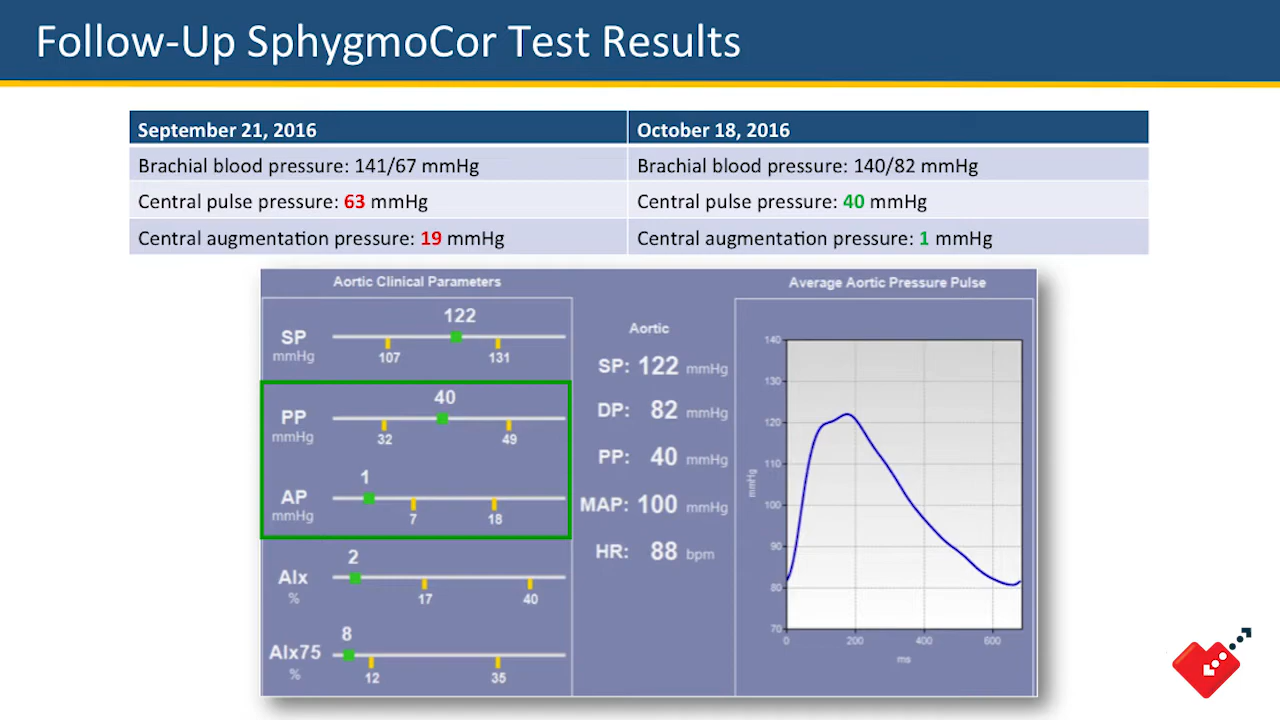 Follow-Up SphygmoCor Test Results
September 21, 2016
October 18, 2016
Brachial blood pressure: 141/67 mmHg
Brachial blood pressure: 140/82 mmHg
Central pulse pressure: 63 mmHg
Central pulse pressure: 40 mmHg
Central augmentation pressure: 19 mmHg
Central augmentation pressure: 1 mmHg
Aortic Clinical Parameters
122
SP
mmHg
107
131
40
PP
mmHg
32
49
1
AP
mmHg
7
18
2
AIx
%
17
40
8
AIx75
%
12
35
Aortic
SP: 122 mmHg
DP: 82 mmHg
PP: 40 mmHg
MAP: 100 mmHg
HR: 88 bpm
Average Aortic Pressure Pulse
140
130
120
110
100
90
80
70
mmHg
0
200
400
600
ms